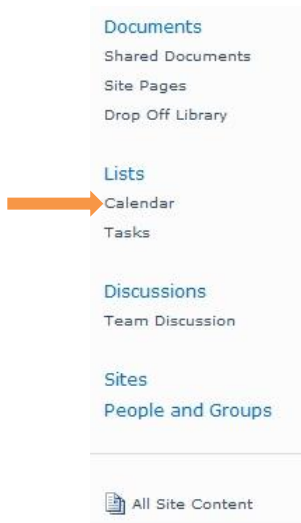 Documents
Shared Documents
Site Pages
Drop Off Library
Lists
Calendar
Tasks
Discussions
Team Discussion
Sites
People and Groups
All Site Content